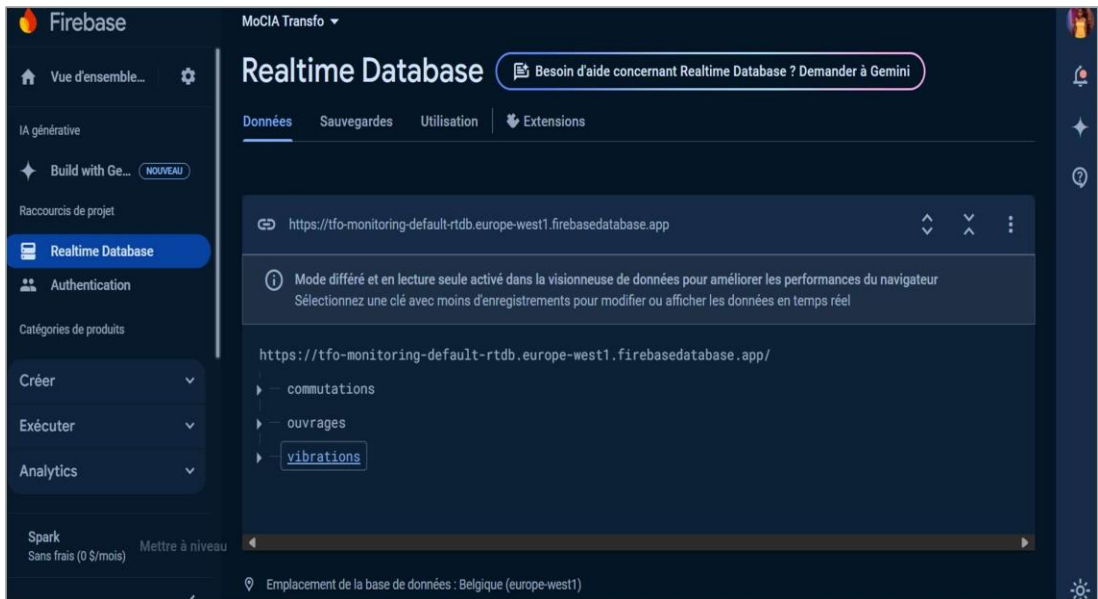 Firebase
Vue d'ensemble...
IA générative
Build with Ge... NOUVEAU
Raccourcis de projet
Realtime Database
Authentication
Catégories de produits
Créer
Exécuter
Analytics
Spark
Sans frais (0 $/mois)
Mettre à niveau
MoCIA Transfo
Realtime Database
Besoin d'aide concernant Realtime Database ? Demander à Gemini
Données Sauvegardes Utilisation Extensions
https://tfo-monitoring-default-rtdb.europe-west1.firebasedatabase.app
Mode différé et en lecture seule activé dans la visionneuse de données pour améliorer les performances du navigateur
Sélectionnez une clé avec moins d'enregistrements pour modifier ou afficher les données en temps réel
https://tfo-monitoring-default-rtdb.europe-west1.firebasedatabase.app/
commutations
ouvrages
vibrations
Emplacement de la base de données : Belgique (europe-west1)